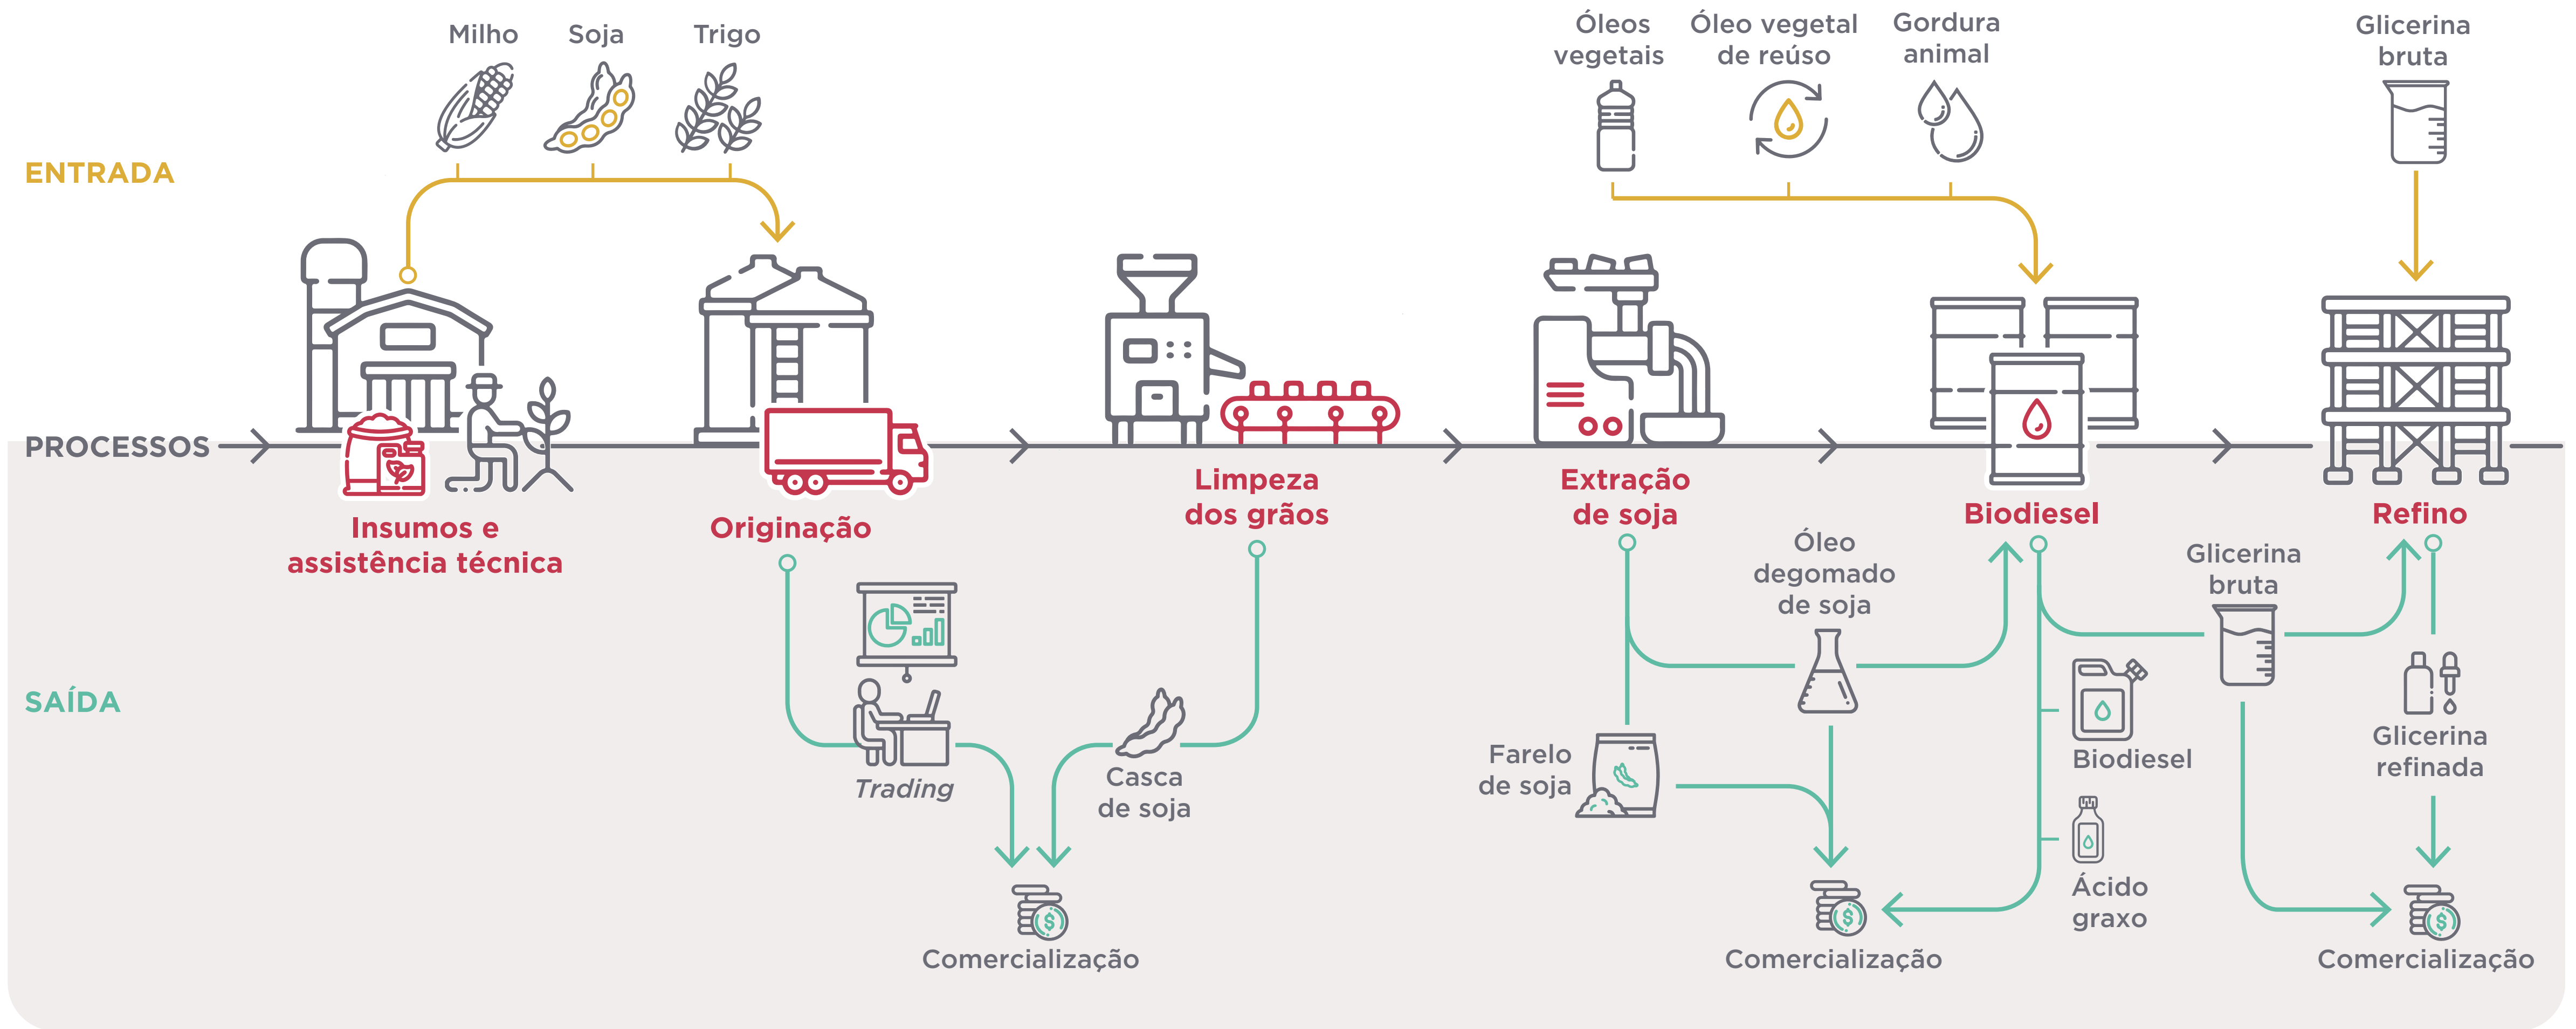 Milho
Soja
Trigo
Óleos
vegetais
Óleo vegetal
de reúso
Gordura
animal
Glicerina
bruta
ENTRADA
PROCESSOS
Insumos e
assistência técnica
Originação
Limpeza
dos grãos
Extração
de soja
Biodiesel
Refino
SAÍDA
Trading
Casca
de soja
Comercialização
Farelo
de soja
Óleo
degomado
de soja
Comercialização
Biodiesel
Ácido
graxo
Glicerina
bruta
Glicerina
refinada
Comercialização
$
$
$